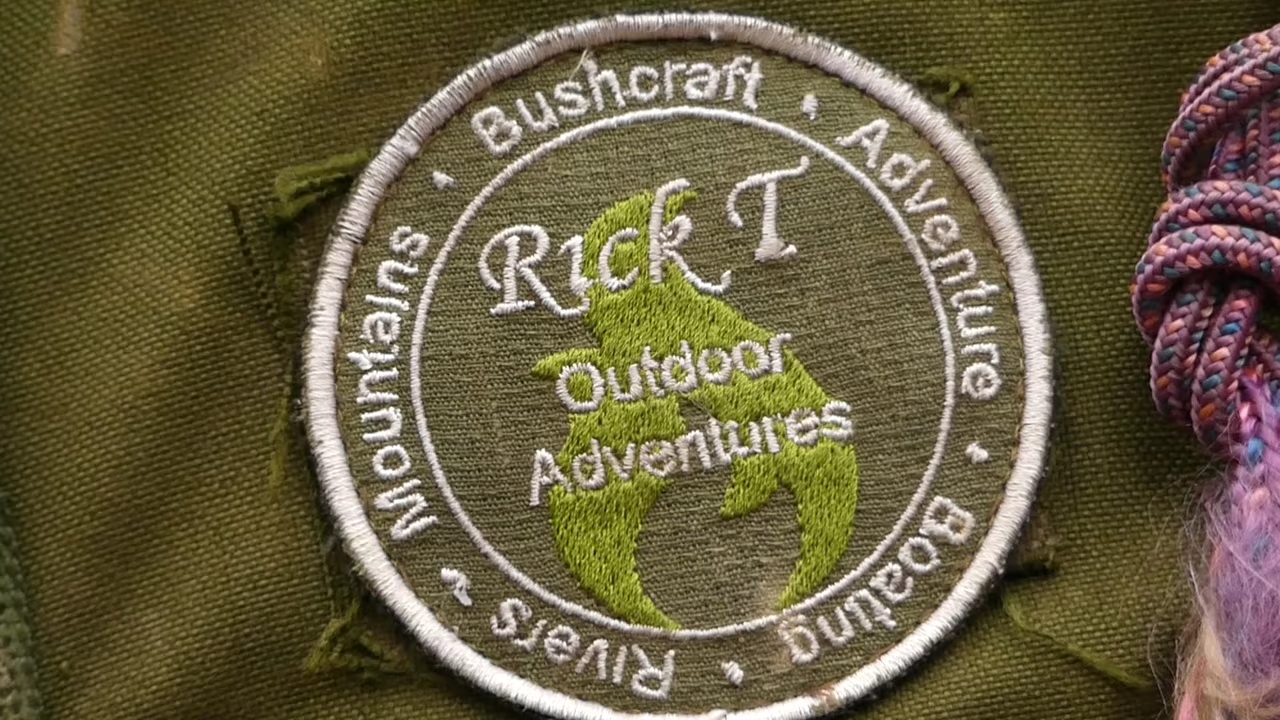 Bushcraft • Adventure • Boating • Rivers • Mountains •
Rick T
Outdoor
Adventures